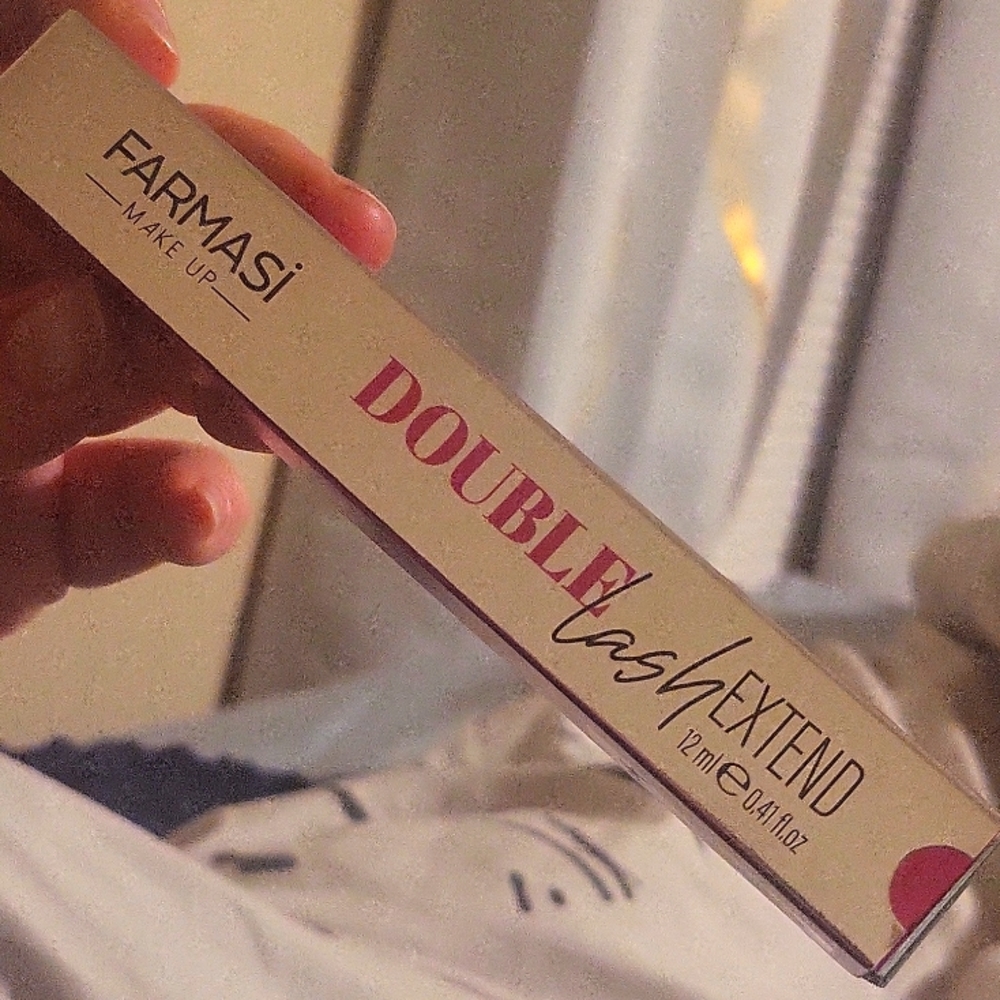 FARMASi
MAKE UP
DOUBLE
lash EXTEND
12 ml e 0.41 fl.oz